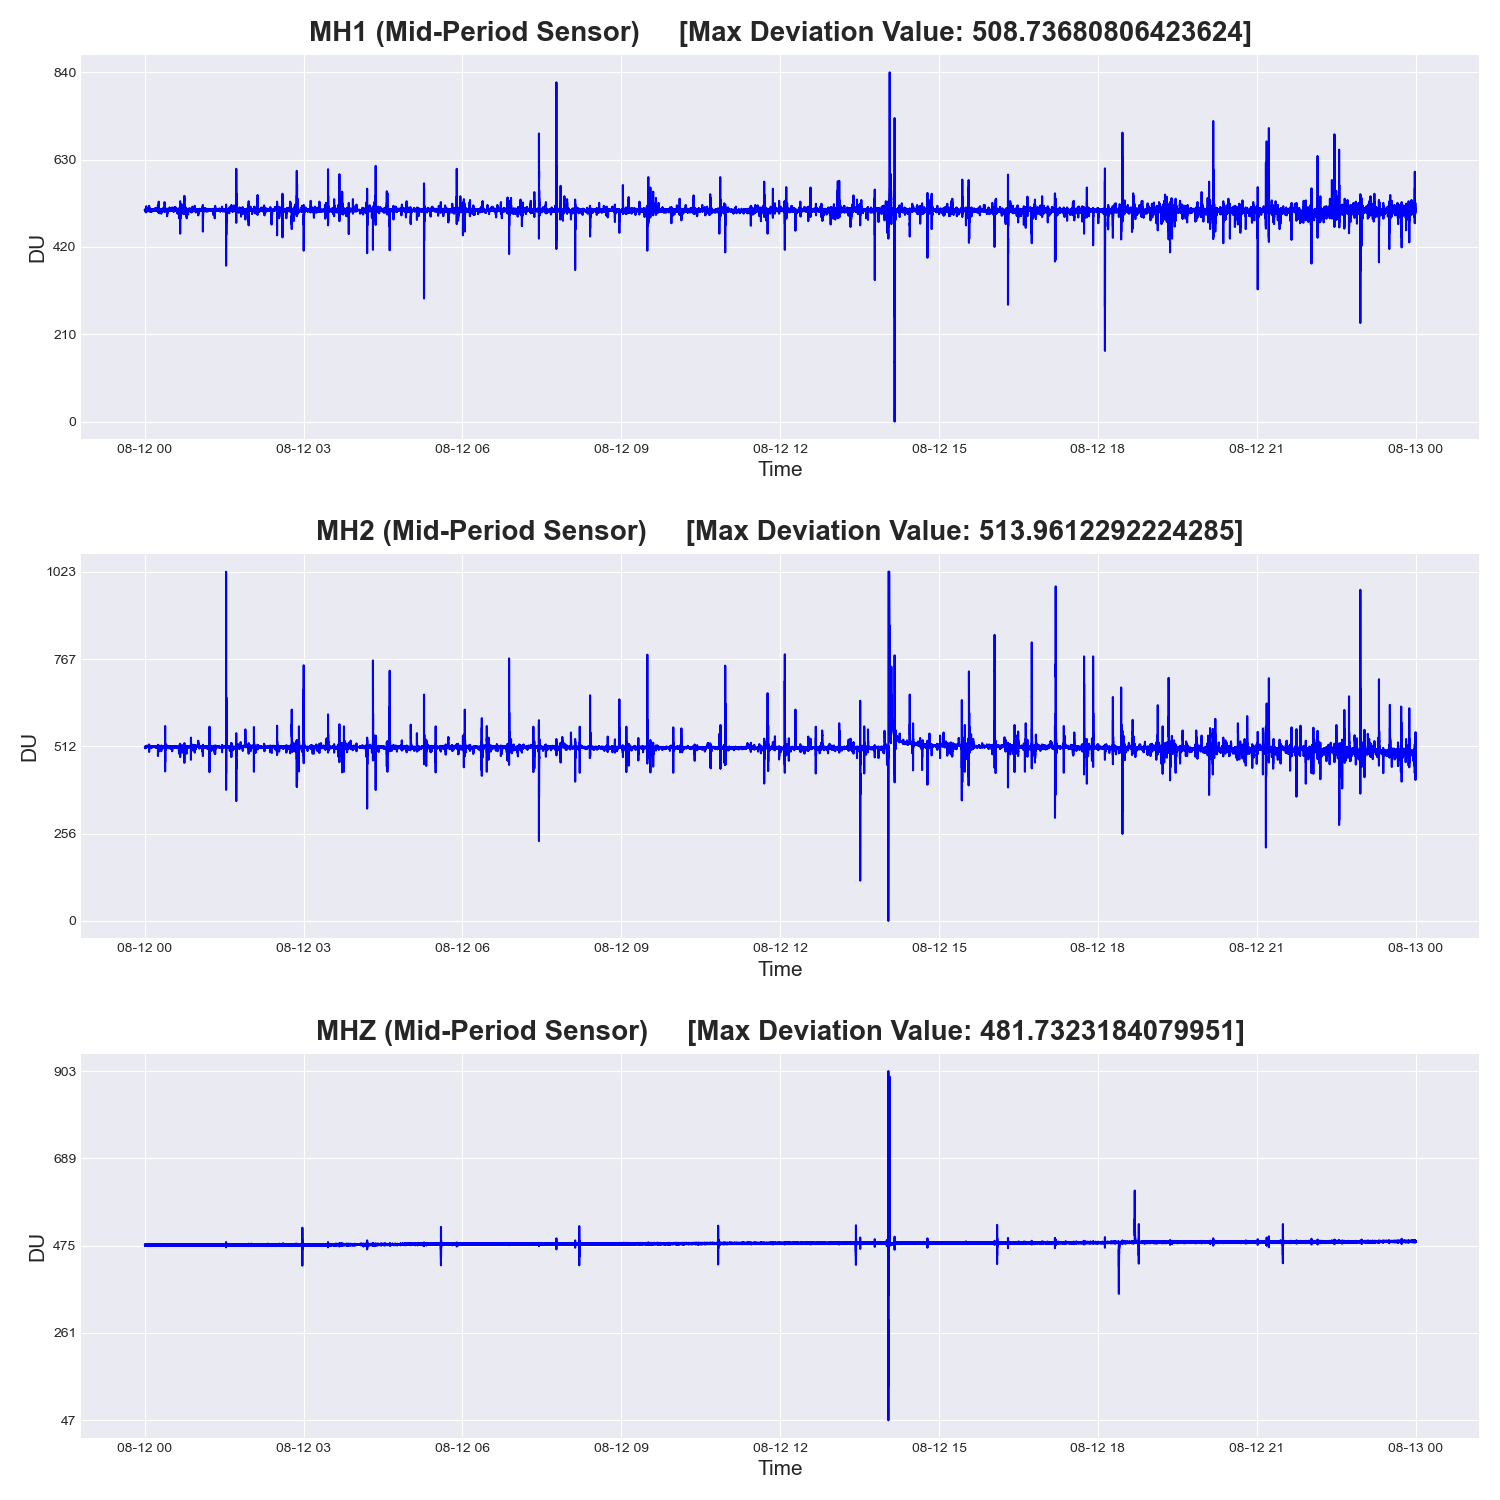 MH1 (Mid-Period Sensor) [Max Deviation Value: 508.73680806423624]
840
630
420
210
0
DU
08-12 00 08-12 03 08-12 06 08-12 09 08-12 12 08-12 15 08-12 18 08-12 21 08-13 00
Time
MH2 (Mid-Period Sensor) [Max Deviation Value: 513.9612292224285]
1023
767
512
256
0
DU
08-12 00 08-12 03 08-12 06 08-12 09 08-12 12 08-12 15 08-12 18 08-12 21 08-13 00
Time
MHZ (Mid-Period Sensor) [Max Deviation Value: 481.7323184079951]
903
689
475
261
47
DU
08-12 00 08-12 03 08-12 06 08-12 09 08-12 12 08-12 15 08-12 18 08-12 21 08-13 00
Time